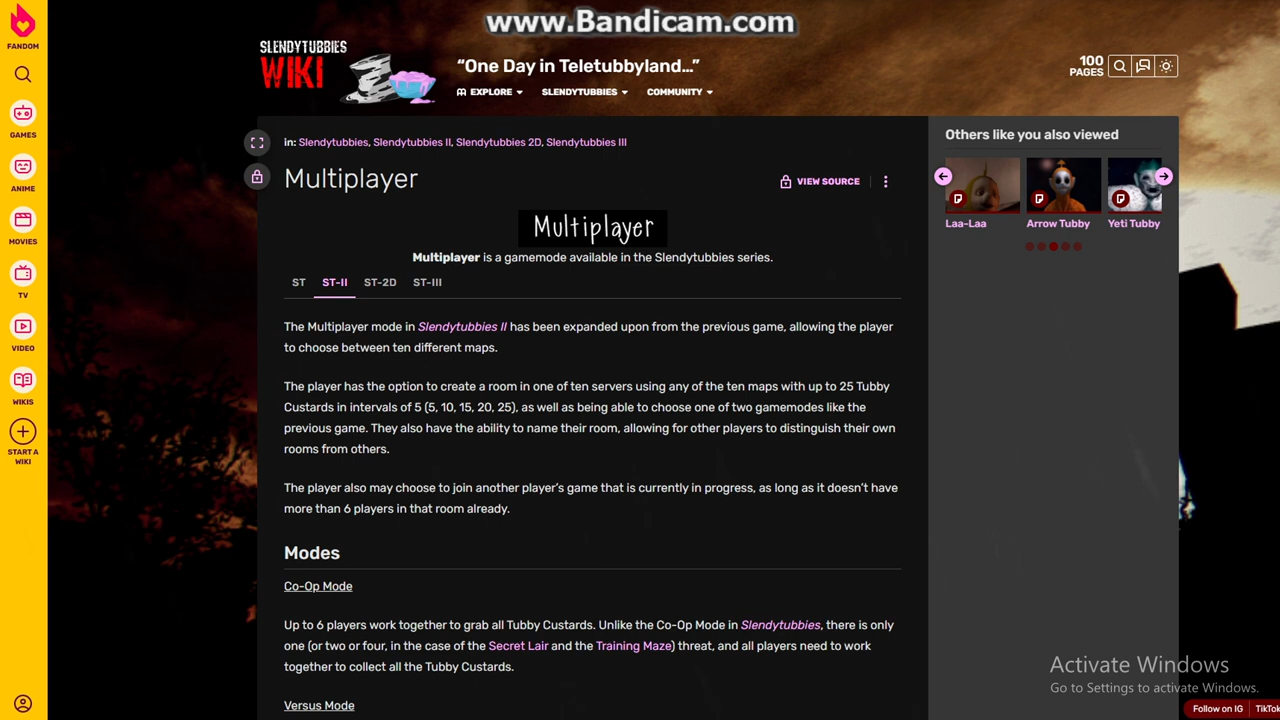 www.Bandicam.com
FANDOM
GAMES
ANIME
MOVIES
TV
VIDEO
WIKIS
START A
WIKI
SLENDYTUBBIES
WIKI
“One Day in Teletubbyland…”
EXPLORE
SLENDYTUBBIES
COMMUNITY
100
PAGES
in: Slendytubbies, Slendytubbies II, Slendytubbies 2D, Slendytubbies III
Multiplayer
VIEW SOURCE
Multiplayer
Multiplayer is a gamemode available in the Slendytubbies series.
ST ST-II ST-2D ST-III
The Multiplayer mode in Slendytubbies II has been expanded upon from the previous game, allowing the player
to choose between ten different maps.
The player has the option to create a room in one of ten servers using any of the ten maps with up to 25 Tubby
Custards in intervals of 5 (5, 10, 15, 20, 25), as well as being able to choose one of two gamemodes like the
previous game. They also have the ability to name their room, allowing for other players to distinguish their own
rooms from others.
The player also may choose to join another player’s game that is currently in progress, as long as it doesn’t have
more than 6 players in that room already.
Modes
Co-Op Mode
Up to 6 players work together to grab all Tubby Custards. Unlike the Co-Op Mode in Slendytubbies, there is only
one (or two or four, in the case of the Secret Lair and the Training Maze) threat, and all players need to work
together to collect all the Tubby Custards.
Versus Mode
Others like you also viewed
Laa-Laa
Arrow Tubby
Yeti Tubby
Activate Windows
Go to Settings to activate Windows.
Follow on IG
TikTok